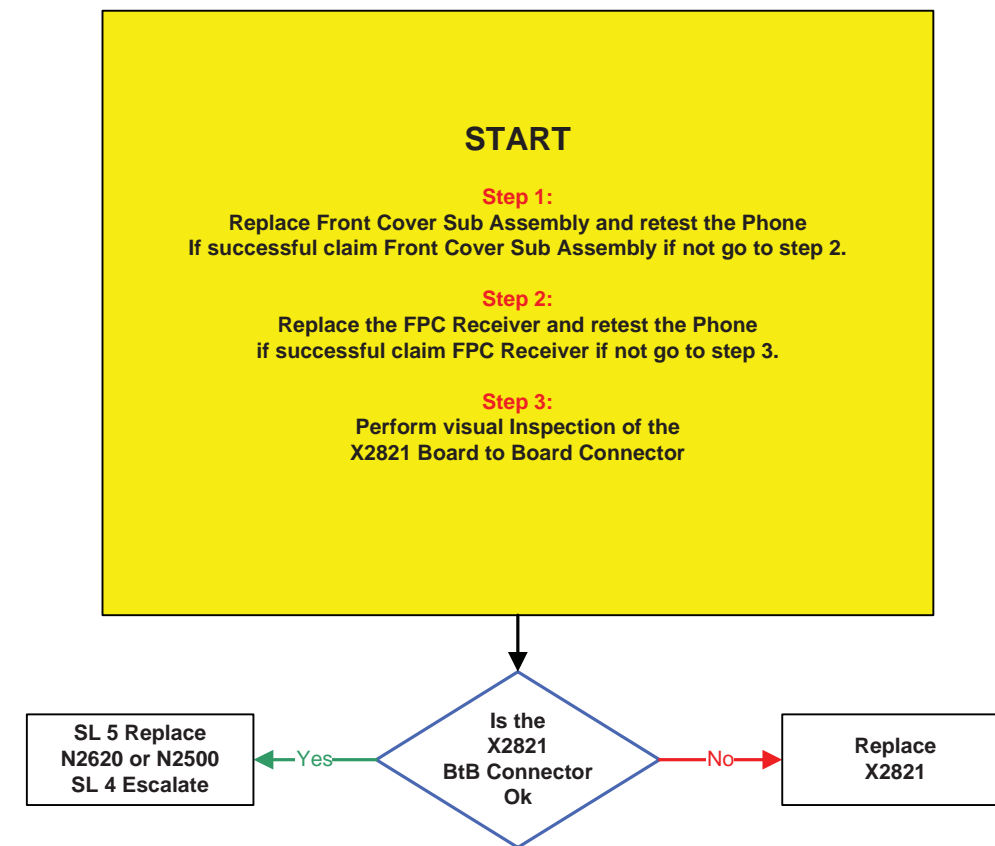 START
Step 1:
Replace Front Cover Sub Assembly and retest the Phone
If successful claim Front Cover Sub Assembly if not go to step 2.
Step 2:
Replace the FPC Receiver and retest the Phone
if successful claim FPC Receiver if not go to step 3.
Step 3:
Perform visual Inspection of the
X2821 Board to Board Connector
Is the
X2821
BtB Connector
Ok
Yes
SL 5 Replace
N2620 or N2500
SL 4 Escalate
No
Replace
X2821